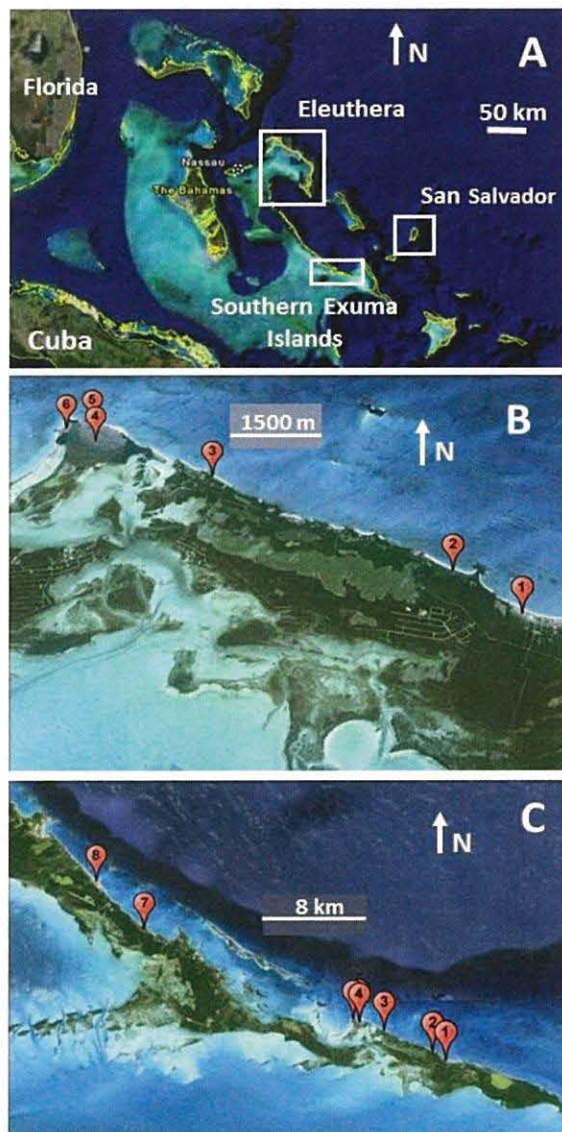 A
N
Florida
Eleuthera
50 km
Nassau
The Bahamas
San Salvador
Southern Exuma
Islands
Cuba
B
6
5
4
1500 m
N
3
2
1
C
N
8
8 km
7
4
3
2
1